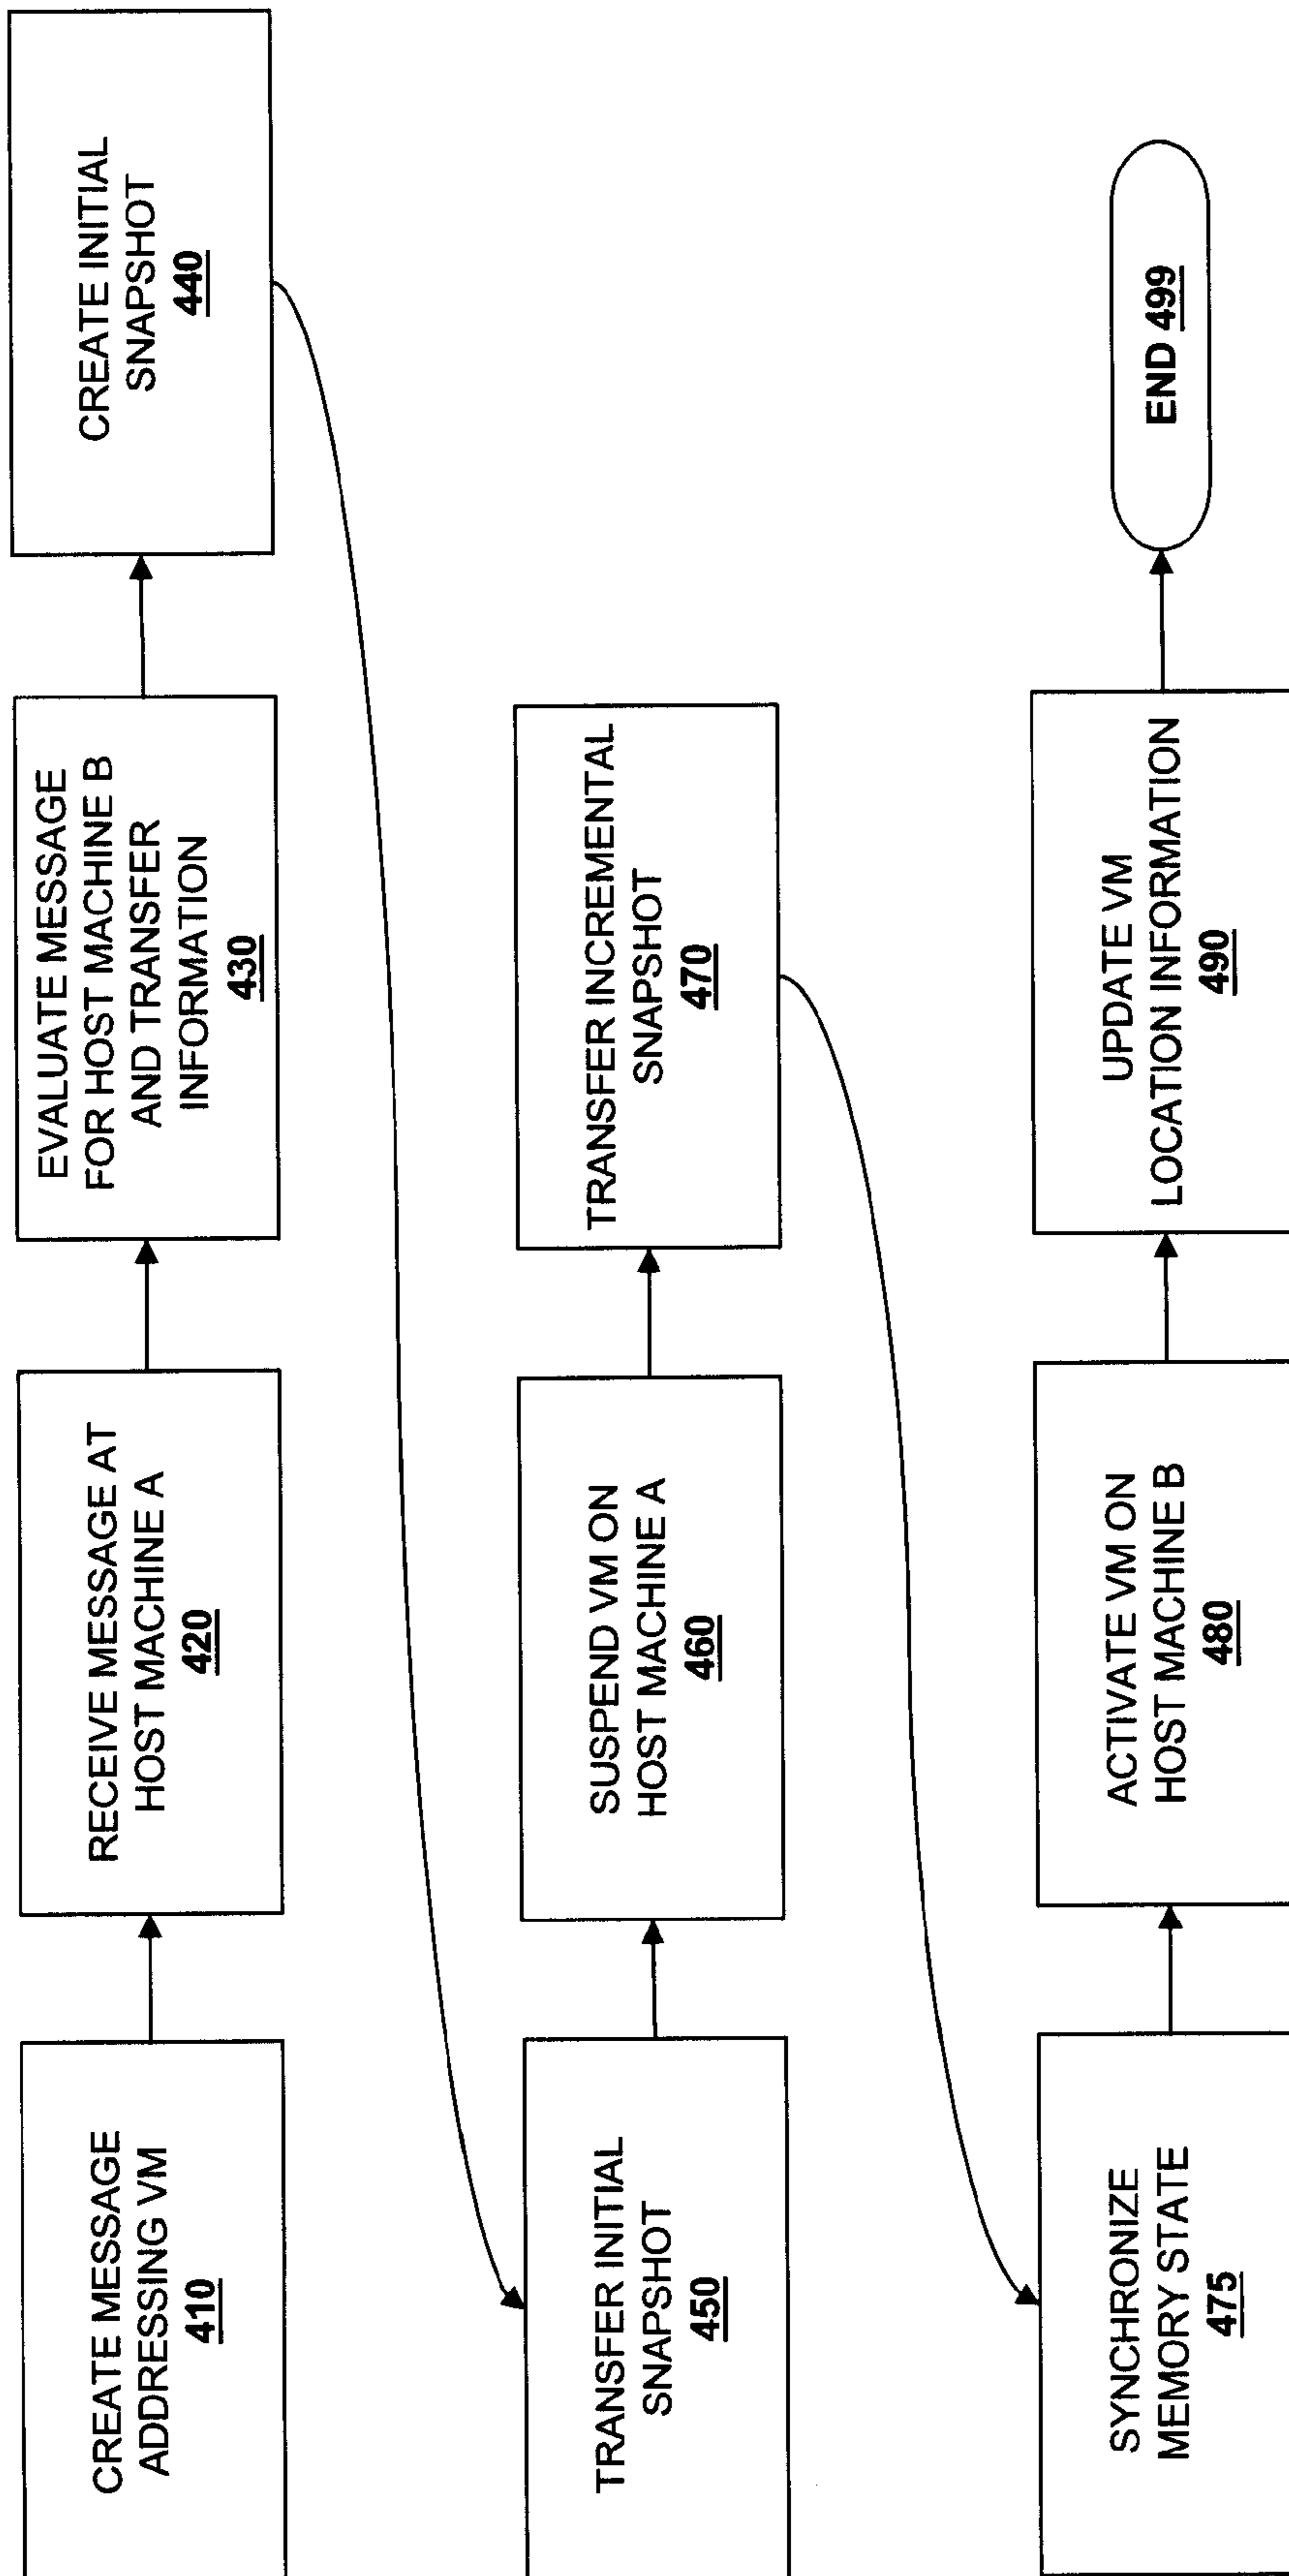 CREATE MESSAGE
ADDRESSING VM
410
RECEIVE MESSAGE AT
HOST MACHINE A
420
EVALUATE MESSAGE
FOR HOST MACHINE B
AND TRANSFER
INFORMATION
430
CREATE INITIAL
SNAPSHOT
440
TRANSFER INITIAL
SNAPSHOT
450
SUSPEND VM ON
HOST MACHINE A
460
TRANSFER INCREMENTAL
SNAPSHOT
470
SYNCHRONIZE
MEMORY STATE
475
ACTIVATE VM ON
HOST MACHINE B
480
UPDATE VM
LOCATION INFORMATION
490
END 499